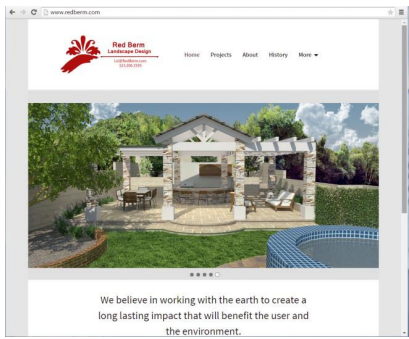 www.redberm.com
Red Berm
Landscape Design
Home Projects About History More
We believe in working with the earth to create a
long lasting impact that will benefit the user and
the environment.